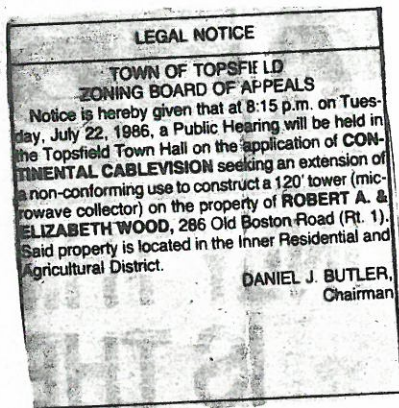 LEGAL NOTICE
TOWN OF TOPSFIELD
ZONING BOARD OF APPEALS
Notice is hereby given that at 8:15 p.m. on Tues-
day, July 22, 1986, a Public Hearing will be held in
the Topsfield Town Hall on the application of CON-
TINENTAL CABLEVISION seeking an extension of
a non-conforming use to construct a 120' tower (mic-
rowave collector) on the property of ROBERT A. &
ELIZABETH WOOD, 286 Old Boston Road (Rt. 1).
Said property is located in the Inner Residential and
Agricultural District.
DANIEL J. BUTLER,
Chairman